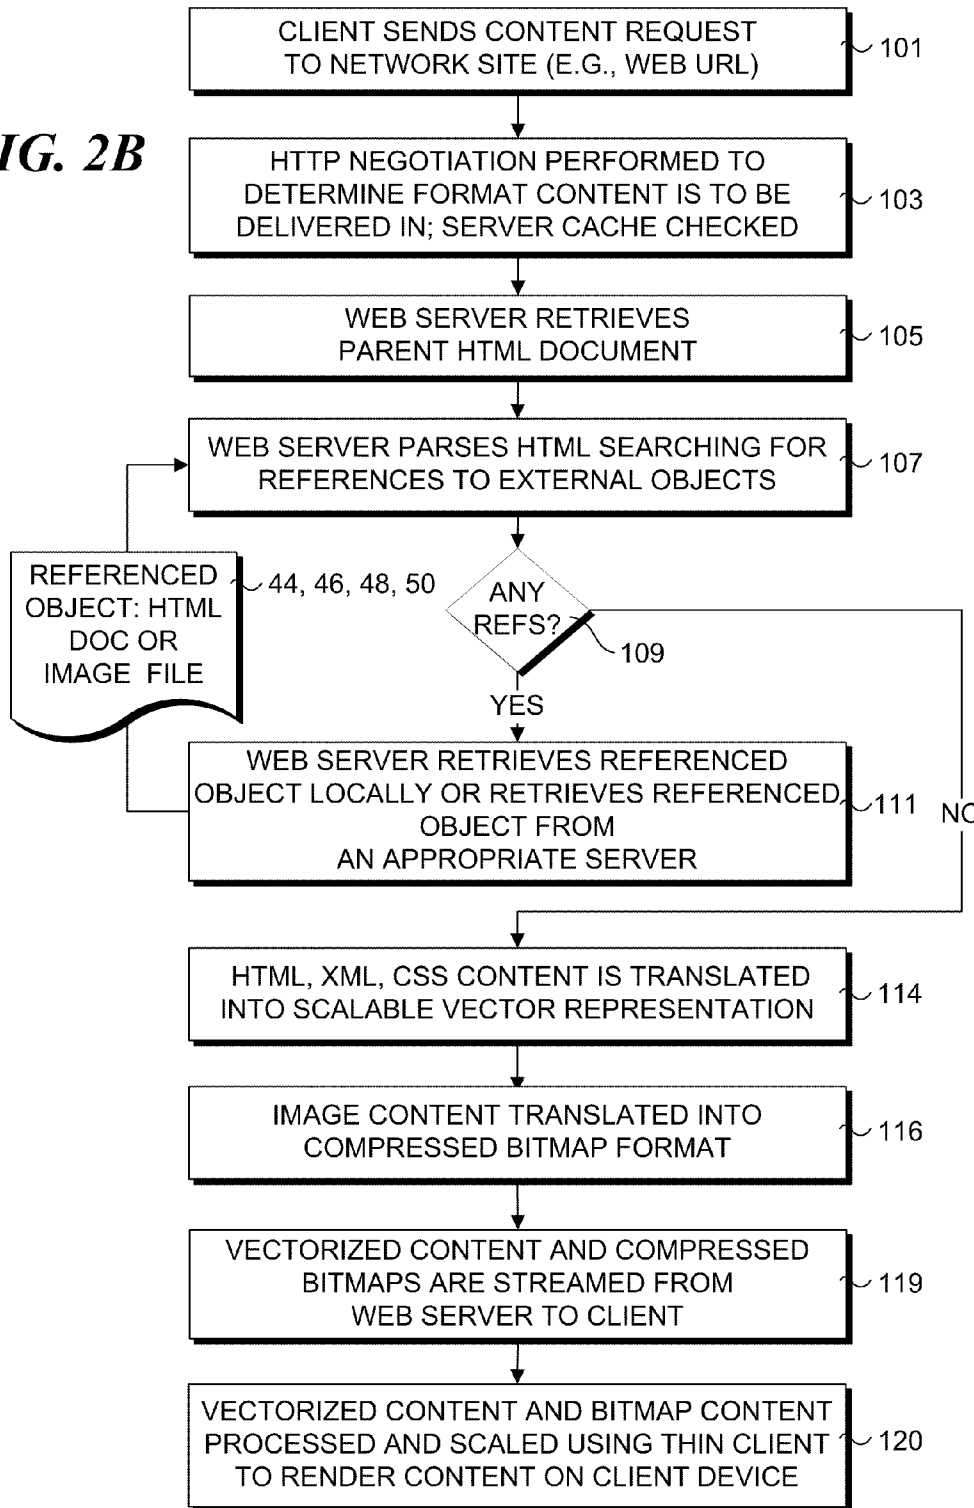 CLIENT SENDS CONTENT REQUEST
TO NETWORK SITE (E.G., WEB URL)
101
IG. 2B
HTTP NEGOTIATION PERFORMED TO
DETERMINE FORMAT CONTENT IS TO BE
DELIVERED IN; SERVER CACHE CHECKED
103
WEB SERVER RETRIEVES
PARENT HTML DOCUMENT
105
WEB SERVER PARSES HTML SEARCHING FOR
REFERENCES TO EXTERNAL OBJECTS
107
REFERENCED
OBJECT: HTML
DOC OR
IMAGE FILE
44, 46, 48, 50
ANY
REFS?
109
YES
WEB SERVER RETRIEVES REFERENCED
OBJECT LOCALLY OR RETRIEVES REFERENCED
OBJECT FROM
AN APPROPRIATE SERVER
111
NO
HTML, XML, CSS CONTENT IS TRANSLATED
INTO SCALABLE VECTOR REPRESENTATION
114
IMAGE CONTENT TRANSLATED INTO
COMPRESSED BITMAP FORMAT
116
VECTORIZED CONTENT AND COMPRESSED
BITMAPS ARE STREAMED FROM
WEB SERVER TO CLIENT
119
VECTORIZED CONTENT AND BITMAP CONTENT
PROCESSED AND SCALED USING THIN CLIENT
TO RENDER CONTENT ON CLIENT DEVICE
120